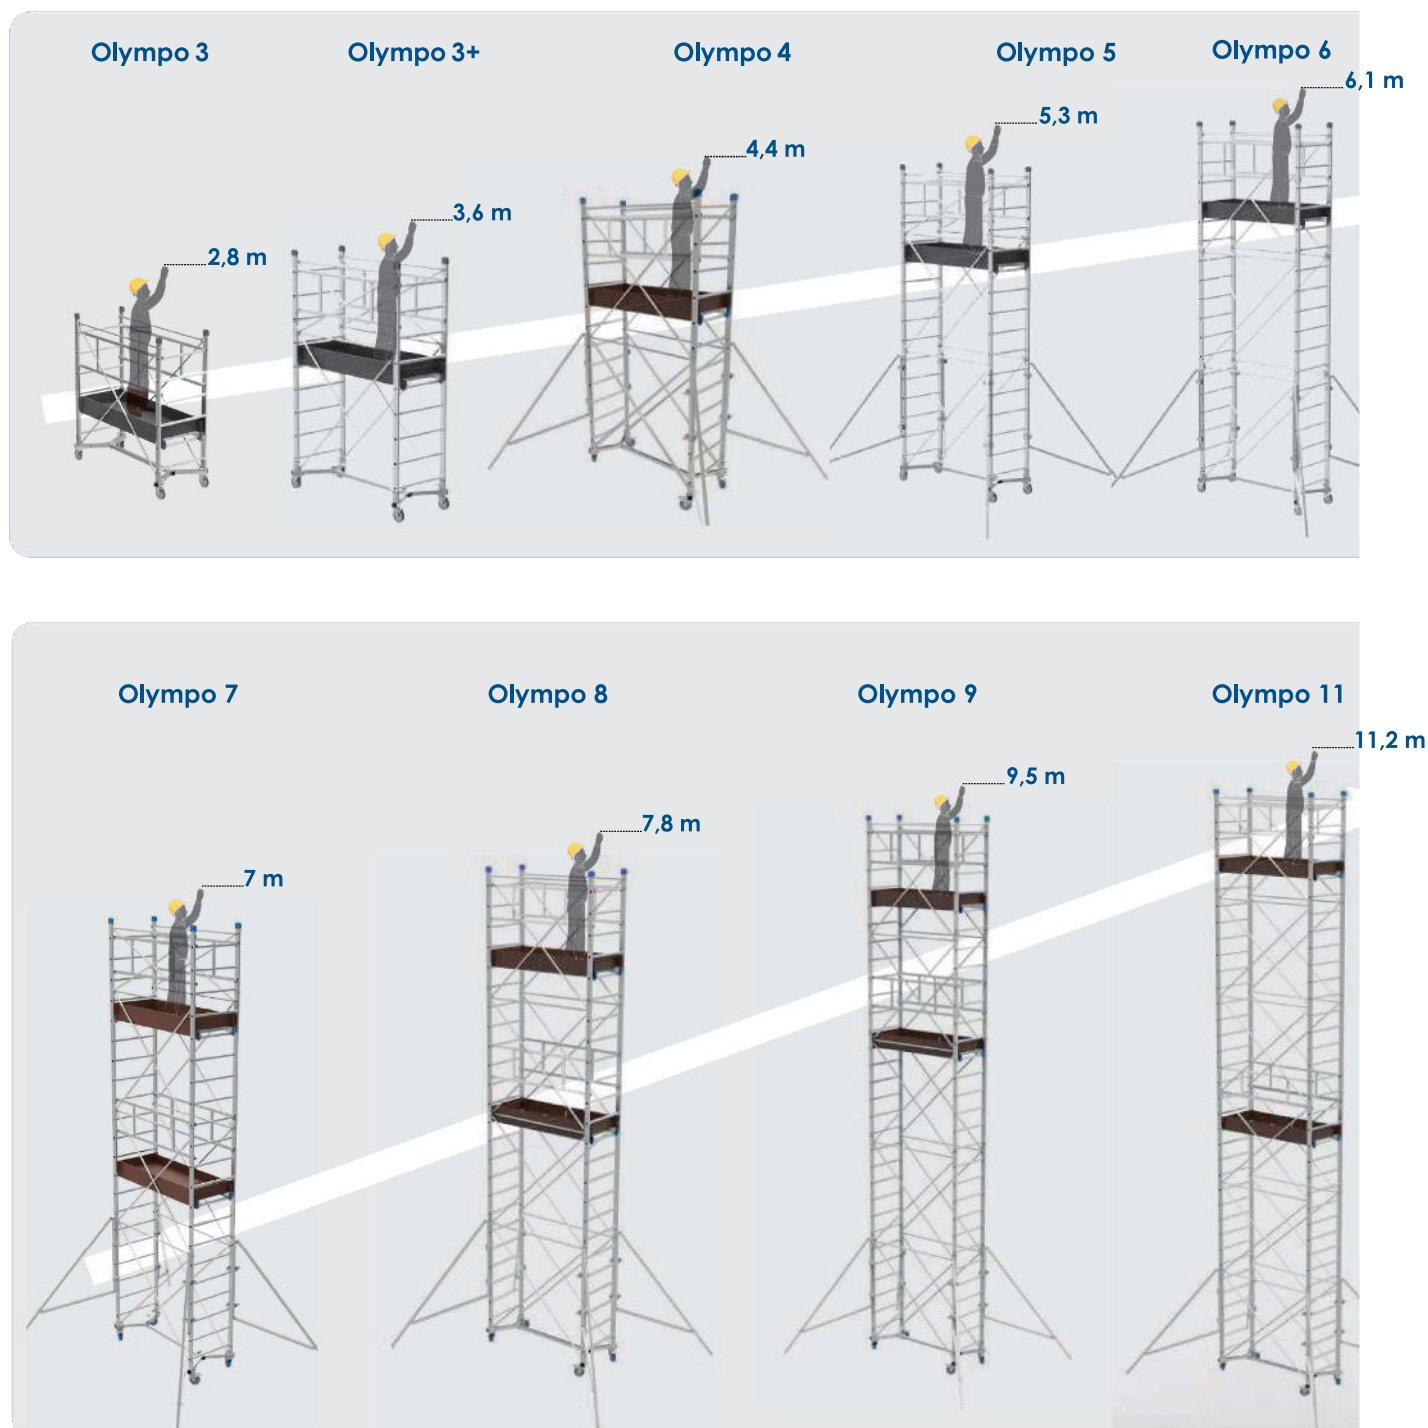 Olympo 3
Olympo 3+
Olympo 4
Olympo 5
Olympo 6
2,8 m
3,6 m
4,4 m
5,3 m
6,1 m
Olympo 7
Olympo 8
Olympo 9
Olympo 11
7 m
7,8 m
9,5 m
11,2 m